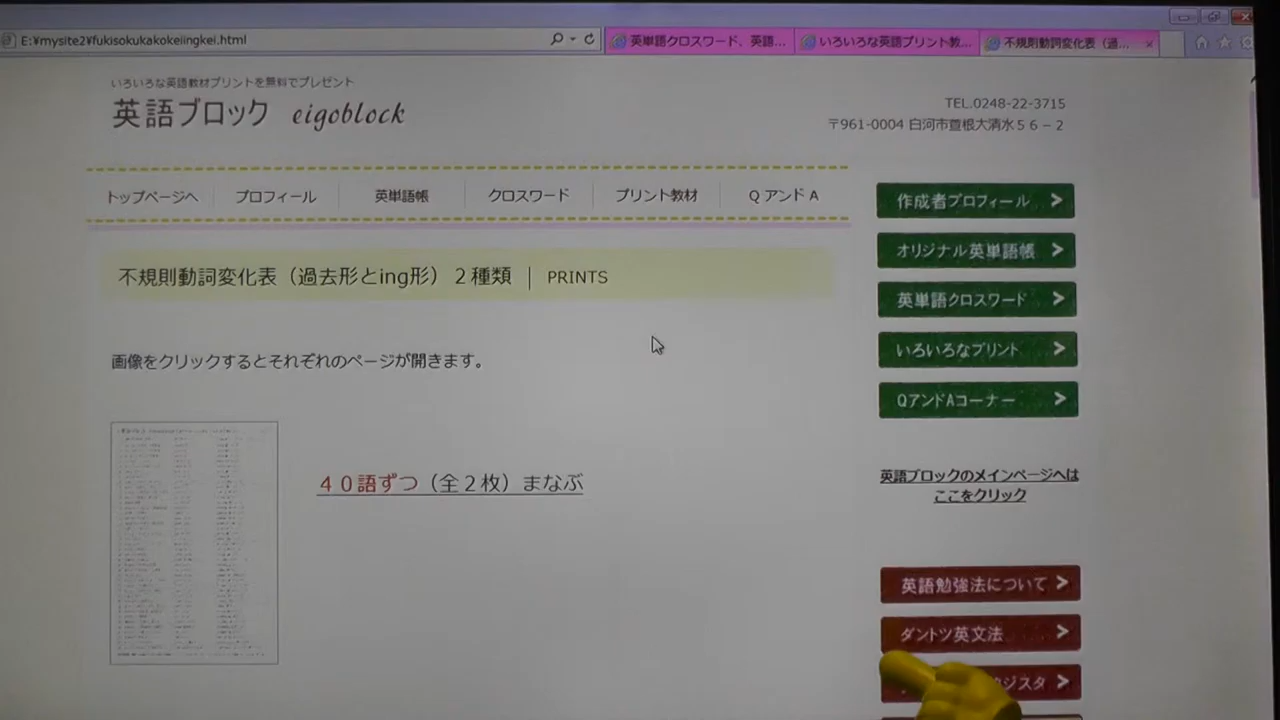 E:¥mysite2¥fukisokukakokeiingkei.html
英単語クロスワード、英語...
いろいろな英語プリント教...
不規則動詞変化表（過...
いろいろな英語教材プリントを無料でプレゼント
英語ブロック eigoblock
TEL.0248-22-3715
〒961-0004 白河市萱根大清水５６－２
トップページへ
プロフィール
英単語帳
クロスワード
プリント教材
Q アンド A
不規則動詞変化表（過去形とing形）２種類 | PRINTS
画像をクリックするとそれぞれのページが開きます。
４０語ずつ（全２枚）まなぶ
作成者プロフィール
オリジナル英単語帳
英単語クロスワード
いろいろなプリント
QアンドAコーナー
英語ブロックのメインページへは
ここをクリック
英語勉強法について
ダントツ英文法
ジスタ